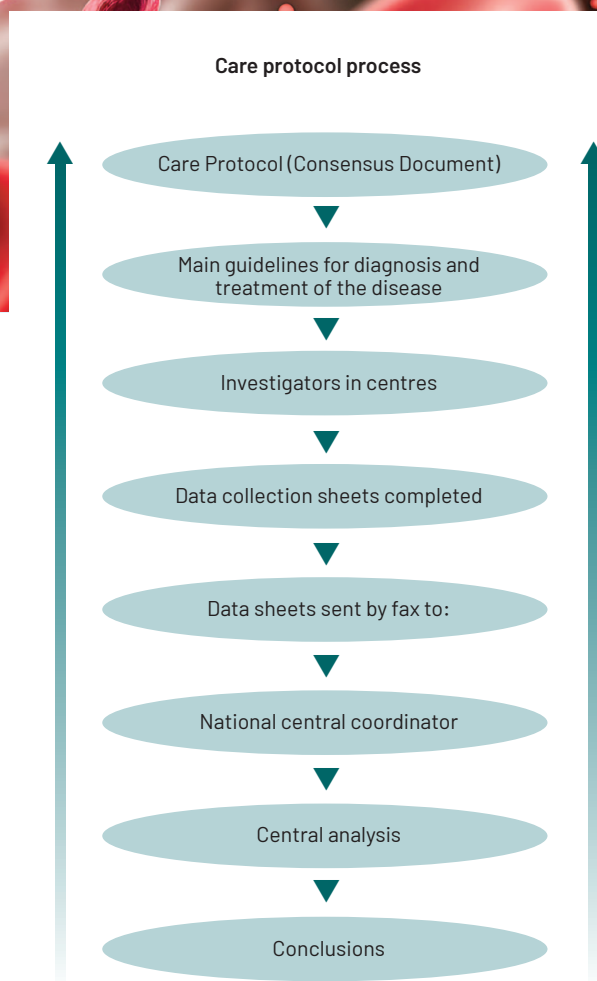 Care protocol process
Care Protocol (Consensus Document)
Main guidelines for diagnosis and
treatment of the disease
Investigators in centres
Data collection sheets completed
Data sheets sent by fax to:
National central coordinator
Central analysis
Conclusions